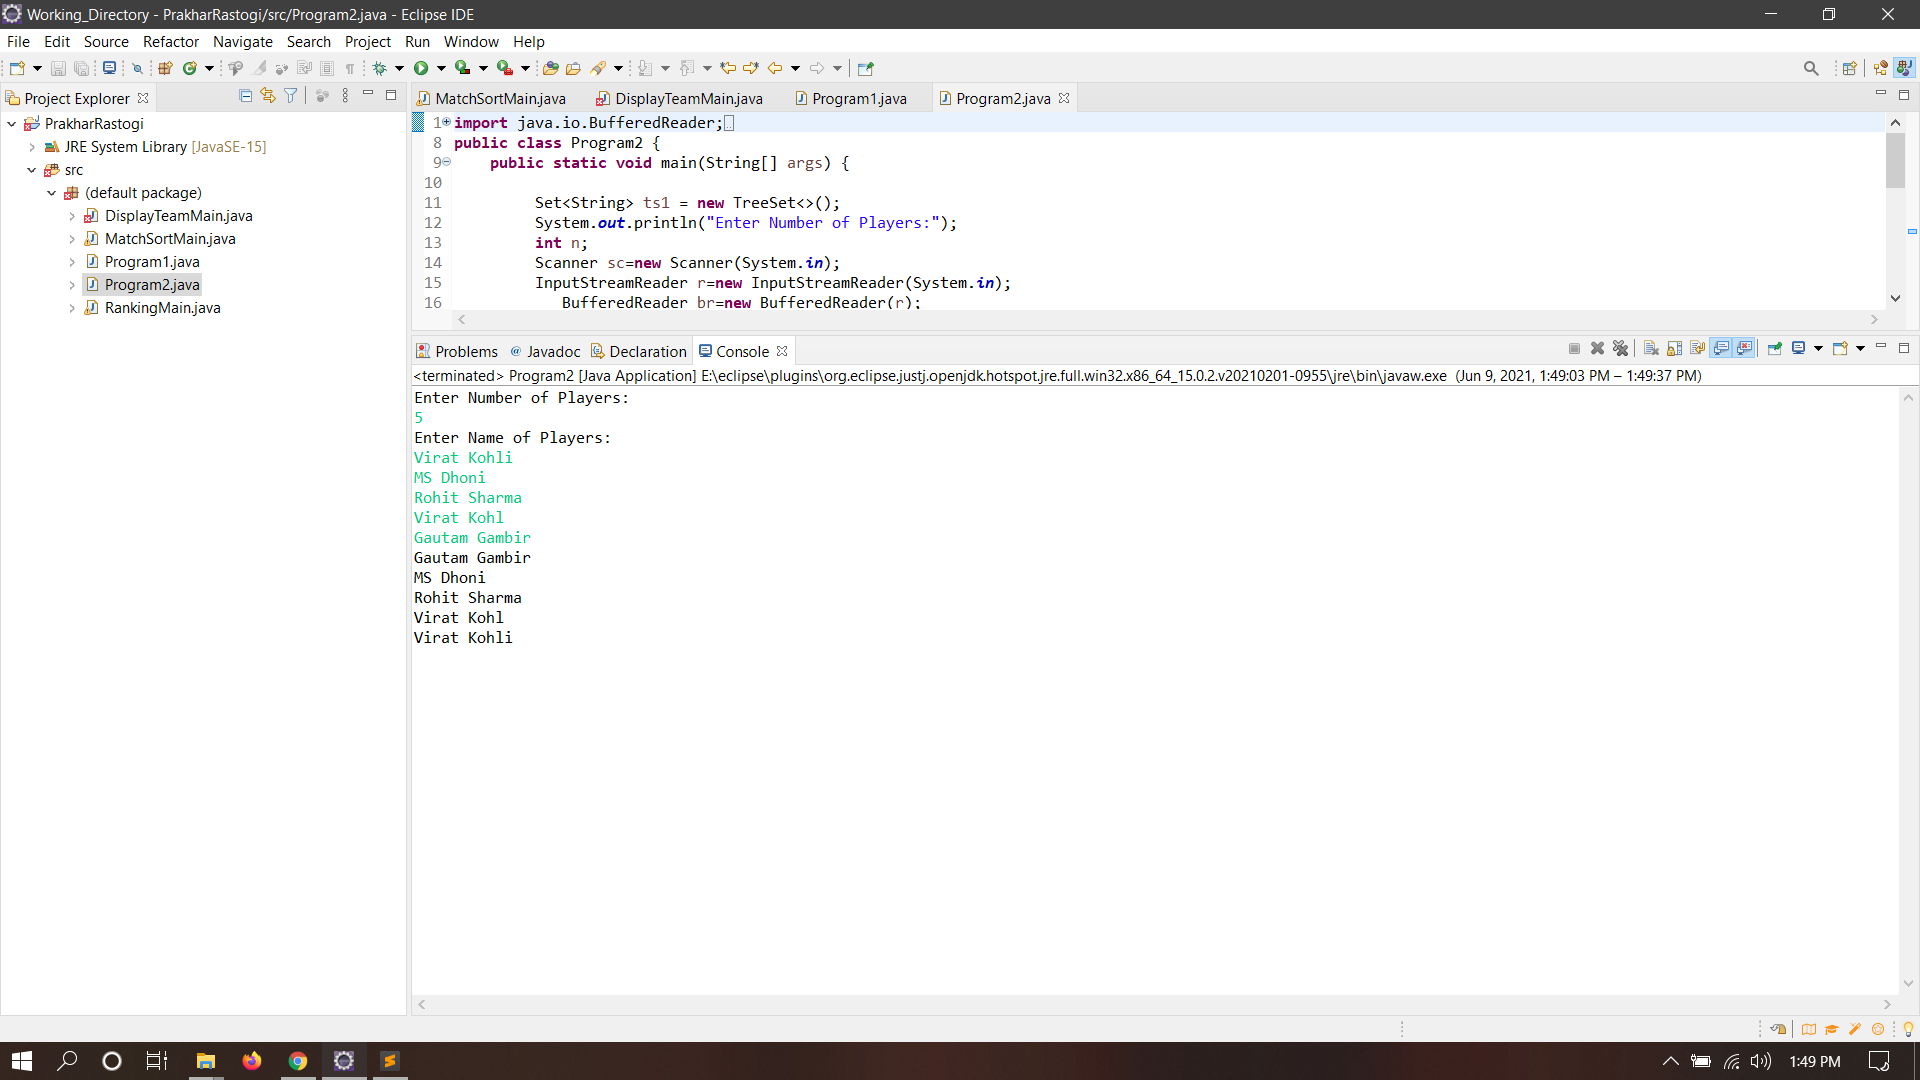 Working_Directory - PrakharRastogi/src/Program2.java - Eclipse IDE
File Edit Source Refactor Navigate Search Project Run Window Help
Project Explorer
PrakharRastogi
JRE System Library [JavaSE-15]
src
(default package)
DisplayTeamMain.java
MatchSortMain.java
Program1.java
Program2.java
RankingMain.java
MatchSortMain.java DisplayTeamMain.java Program1.java Program2.java
1 import java.io.BufferedReader;
8 public class Program2 {
9 public static void main(String[] args) {
10
11 Set<String> ts1 = new TreeSet<>();
12 System.out.println("Enter Number of Players:");
13 int n;
14 Scanner sc=new Scanner(System.in);
15 InputStreamReader r=new InputStreamReader(System.in);
16 BufferedReader br=new BufferedReader(r);
Problems @ Javadoc Declaration Console
<terminated> Program2 [Java Application] E:\eclipse\plugins\org.eclipse.justj.openjdk.hotspot.jre.full.win32.x86_64_15.0.2.v20210201-0955\jre\bin\javaw.exe (Jun 9, 2021, 1:49:03 PM – 1:49:37 PM)
Enter Number of Players:
5
Enter Name of Players:
Virat Kohli
MS Dhoni
Rohit Sharma
Virat Kohl
Gautam Gambir
Gautam Gambir
MS Dhoni
Rohit Sharma
Virat Kohl
Virat Kohli
1:49 PM